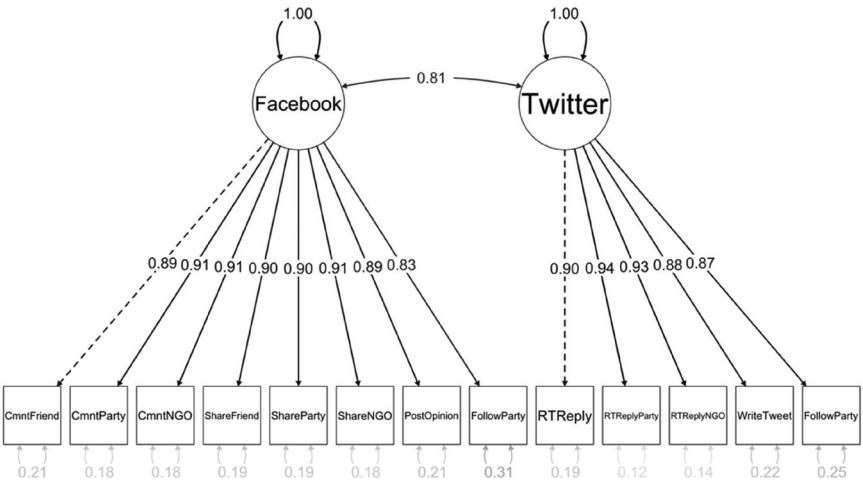 1.00 1.00
0.81
Facebook Twitter
0.89 0.91 0.91 0.90 0.90 0.91 0.89 0.83 0.90 0.94 0.93 0.88 0.87
CmntFriend CmntParty CmntNGO ShareFriend ShareParty ShareNGO PostOpinion FollowParty RTReply RTReplyParty RTReplyNGO WriteTweet FollowParty
0.21 0.18 0.18 0.19 0.19 0.18 0.21 0.31 0.19 0.12 0.14 0.22 0.25